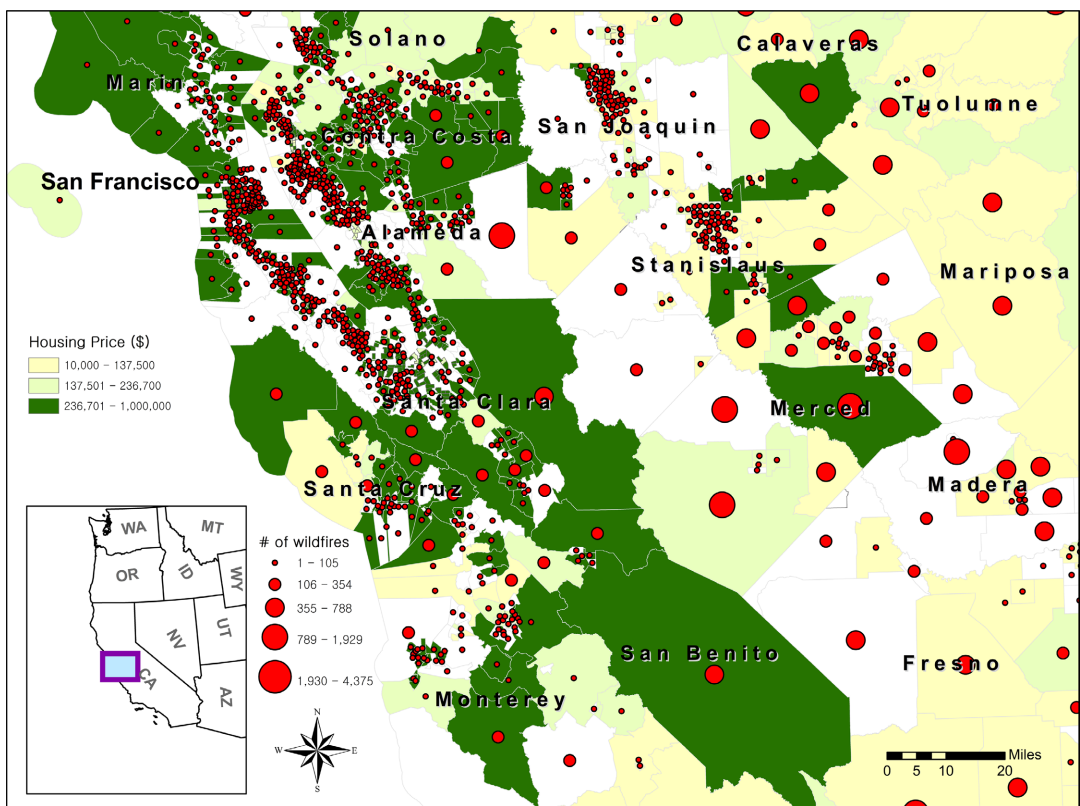 Solano
Calaveras
Marin
Tuolumne
Contra Costa
San Joaquin
San Francisco
Alameda
Stanislaus
Mariposa
Housing Price ($)
10,000 – 137,500
137,501 – 236,700
236,701 – 1,000,000
Santa Clara
Merced
Santa Cruz
Madera
WA
MT
OR
ID
WY
NV
UT
CA
AZ
# of wildfires
1 – 105
106 – 354
355 – 788
789 – 1,929
1,930 – 4,375
San Benito
Fresno
Monterey
N
W E
S
Miles
0 5 10 20